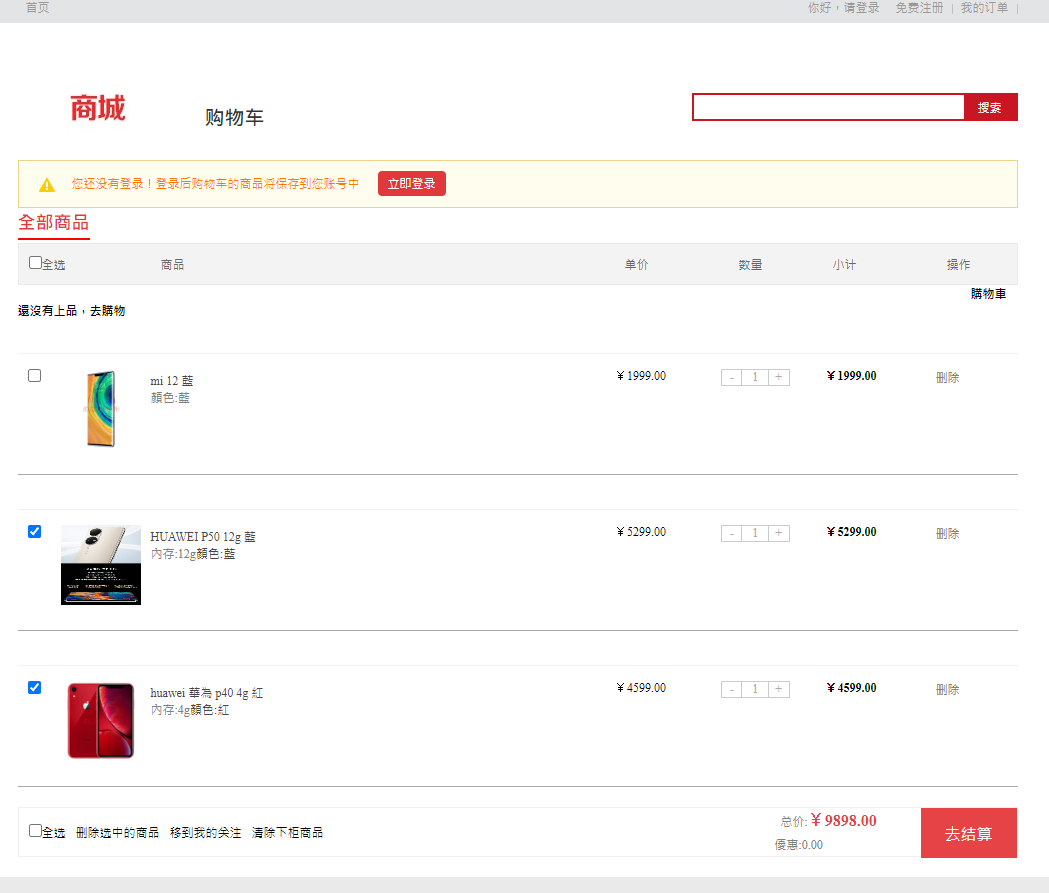 首页 你好，请登录 免费注册 | 我的订单 |
商城 购物车 搜索
您还没有登录！登录后购物车的商品将保存到您账号中 立即登录
全部商品
全选 商品 单价 数量 小计 操作
購物車
還沒有上品，去購物
mi 12 藍 ￥1999.00 - 1 + ￥1999.00 刪除
顏色:藍
HUAWEI P50 12g 藍 ￥5299.00 - 1 + ￥5299.00 刪除
內存:12g顏色:藍
huawei 華為 p40 4g 紅 ￥4599.00 - 1 + ￥4599.00 刪除
內存:4g顏色:紅
全选 刪除选中的商品 移到我的关注 清除下柜商品 总价:￥9898.00 去结算
優惠:0.00